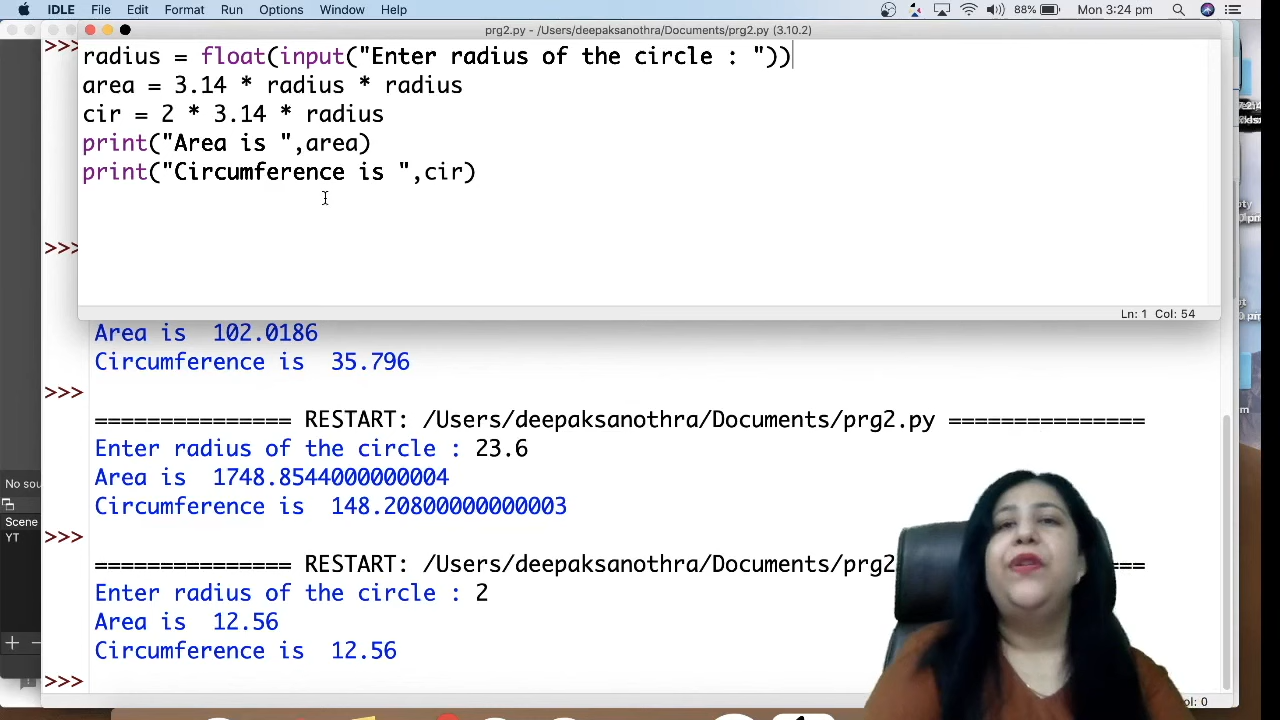 IDLE File Edit Format Run Options Window Help 88% Mon 3:24 pm
prg2.py - /Users/deepaksanothra/Documents/prg2.py (3.10.2)
>>>
radius = float(input("Enter radius of the circle : "))
area = 3.14 * radius * radius
cir = 2 * 3.14 * radius
print("Area is ",area)
print("Circumference is ",cir)
>>>
Ln: 1 Col: 54
Area is 102.0186
Circumference is 35.796
>>>
=============== RESTART: /Users/deepaksanothra/Documents/prg2.py ===============
Enter radius of the circle : 23.6
Area is 1748.8544000000004
Circumference is 148.20800000000003
>>>
=============== RESTART: /Users/deepaksanothra/Documents/prg2 ===
Enter radius of the circle : 2
Area is 12.56
Circumference is 12.56
>>>
No sou
Scene
YT
ol: 0